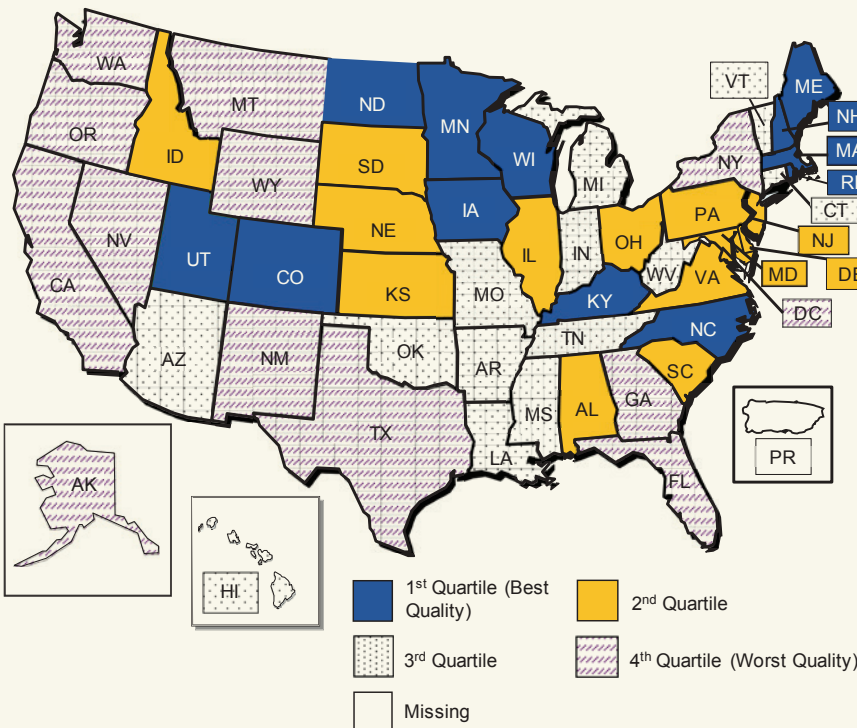 WA
VT
ME
MT
ND
MN
NH
OR
MA
ID
WI
NY
SD
RI
WY
MI
CT
IA
PA
NE
NV
OH
NJ
IL
IN
UT
MD
DE
CA
CO
WV
VA
KS
MO
KY
DC
NC
TN
OK
AZ
NM
AR
SC
MS
AL
GA
TX
PR
LA
FL
AK
HI
1st Quartile (Best
Quality)
2nd Quartile
3rd Quartile
4th Quartile (Worst Quality)
Missing